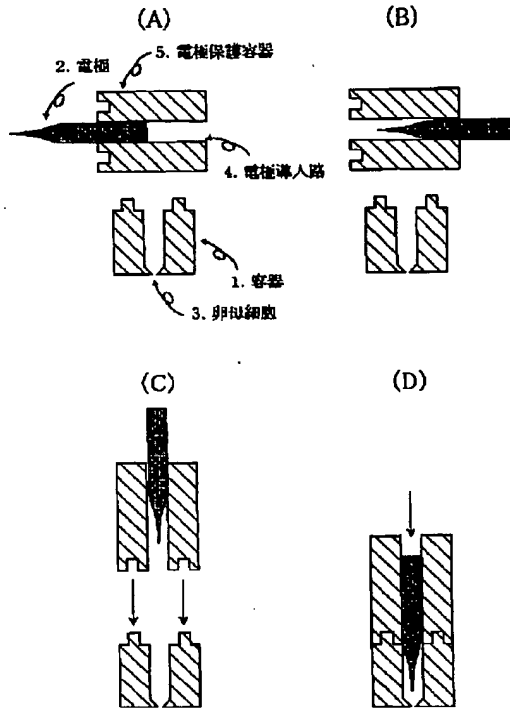 (A)
(B)
2. 電極
5. 電極保護容器
4. 電極導入路
1. 容器
3. 卵母細胞
(C)
(D)